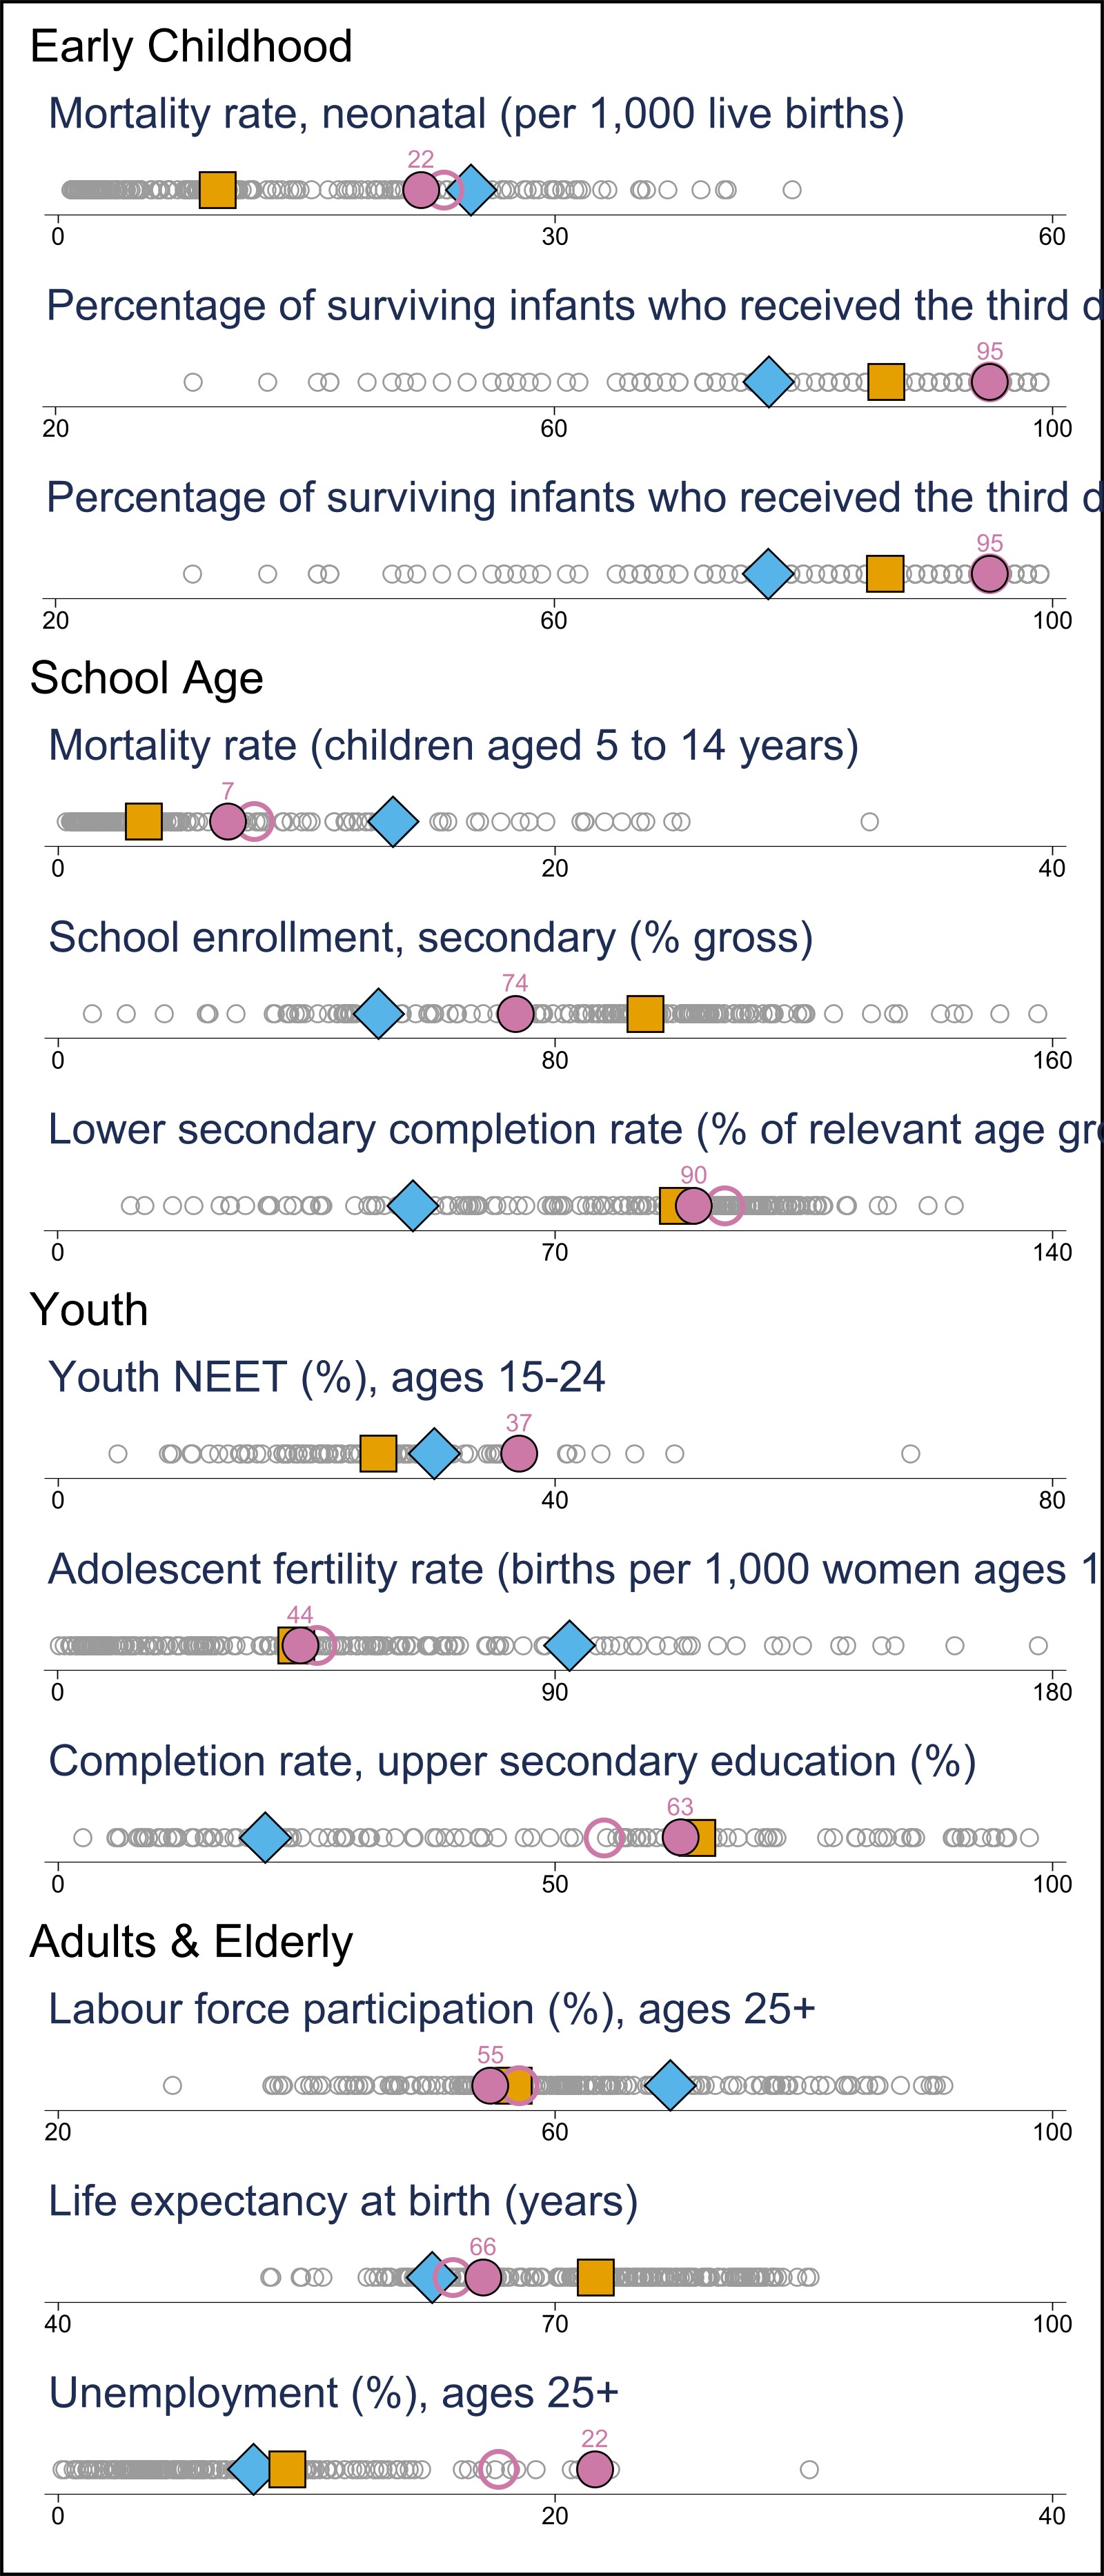 Early Childhood
Mortality rate, neonatal (per 1,000 live births)
22
0 30 60
Percentage of surviving infants who received the third d
95
20 60 100
Percentage of surviving infants who received the third d
95
20 60 100
School Age
Mortality rate (children aged 5 to 14 years)
7
0 20 40
School enrollment, secondary (% gross)
74
0 80 160
Lower secondary completion rate (% of relevant age gro
90
0 70 140
Youth
Youth NEET (%), ages 15-24
37
0 40 80
Adolescent fertility rate (births per 1,000 women ages 1
44
0 90 180
Completion rate, upper secondary education (%)
63
0 50 100
Adults & Elderly
Labour force participation (%), ages 25+
55
20 60 100
Life expectancy at birth (years)
66
40 70 100
Unemployment (%), ages 25+
22
0 20 40